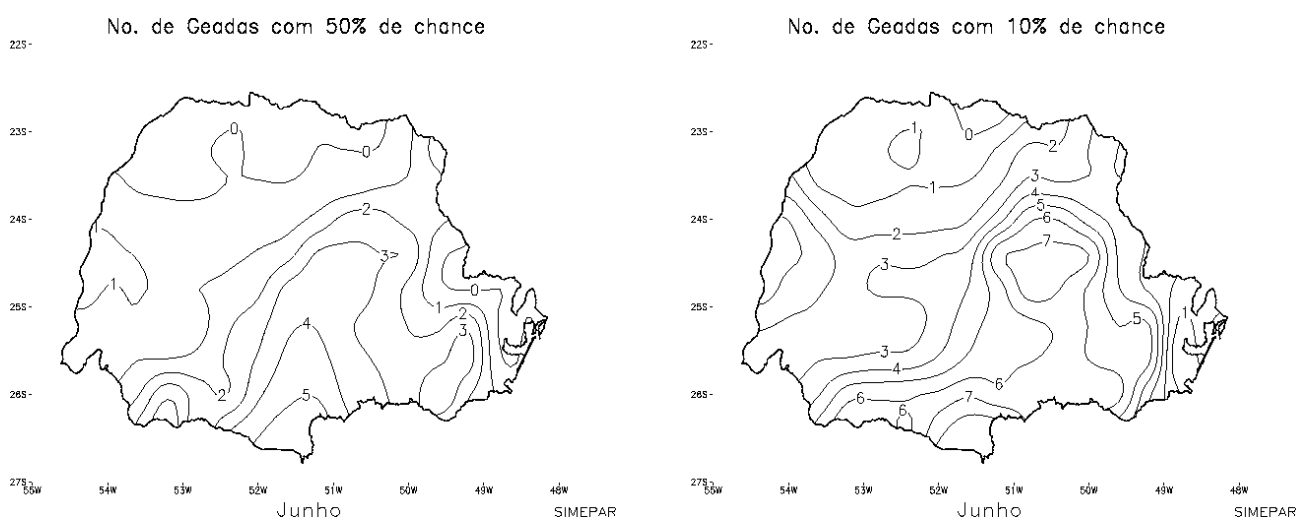 No. de Geadas com 50% de chance
22S
23S
24S
25S
26S
27S
0
0
2
1
3
1
0
1
2
3
4
2
5
55W
54W
53W
52W
51W
50W
49W
48W
Junho
SIMEPAR
No. de Geadas com 10% de chance
22S
23S
24S
25S
26S
27S
1
0
2
3
1
4
5
6
2
7
3
1
5
3
4
6
6
7
6
55W
54W
53W
52W
51W
50W
49W
48W
Junho
SIMEPAR